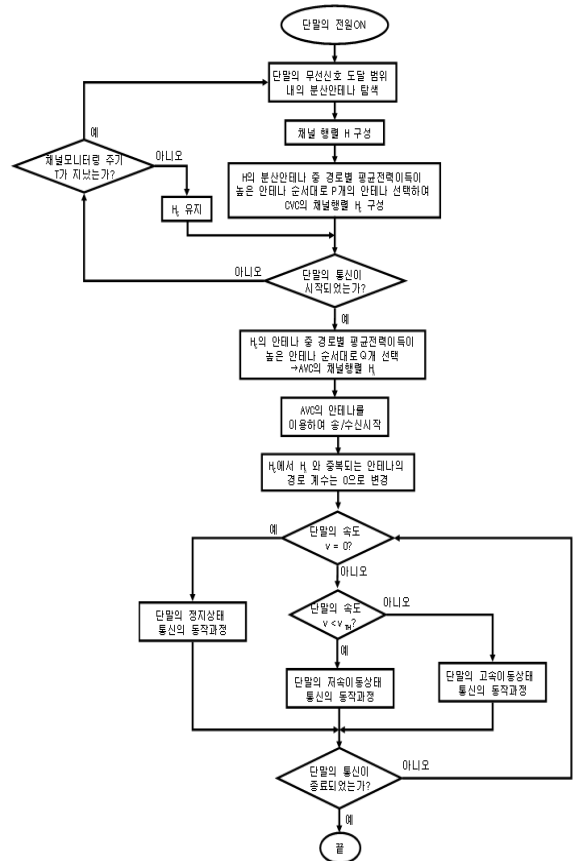 단말의 전원ON
단말의 무선신호 도달 범위
내의 분산안테나 탐색
예
채널모니터링 주기
T가 지났는가?
아니오
채널 행렬 H 구성
H의 분산안테나 중 경로별 평균전력이득이
높은 안테나 순서대로 P개의 안테나 선택하여
CVC의 채널행렬 Hc 구성
Hc 유지
아니오
단말의 통신이
시작되었는가?
예
Hc의 안테나 중 경로별 평균전력이득이
높은 안테나 순서대로 Q개 선택
→AVC의 채널행렬 Hi
AVC의 안테나를
이용하여 송/수신시작
Hc에서 Hi 와 중복되는 안테나의
경로 계수는 0으로 변경
예
단말의 속도
v = 0?
아니오
단말의 정지상태
통신의 동작과정
단말의 속도
v < vTH?
아니오
예
단말의 저속이동상태
통신의 동작과정
단말의 고속이동상태
통신의 동작과정
단말의 통신이
종료되었는가?
아니오
예
끝